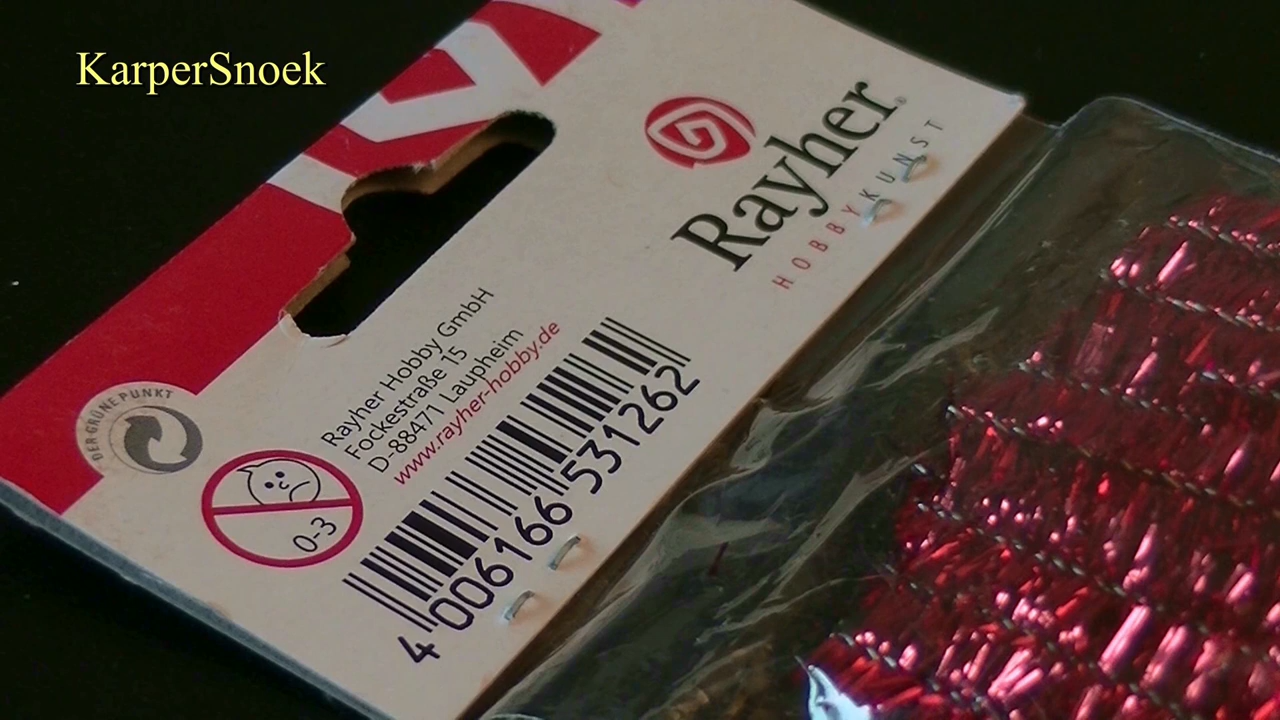 KarperSnoek
Rayher®
HOBBYKUNST
Rayher Hobby GmbH
Fockestraße 15
D-88471 Laupheim
www.rayher-hobby.de
DER GRÜNE PUNKT
0-3
4 006166 531262